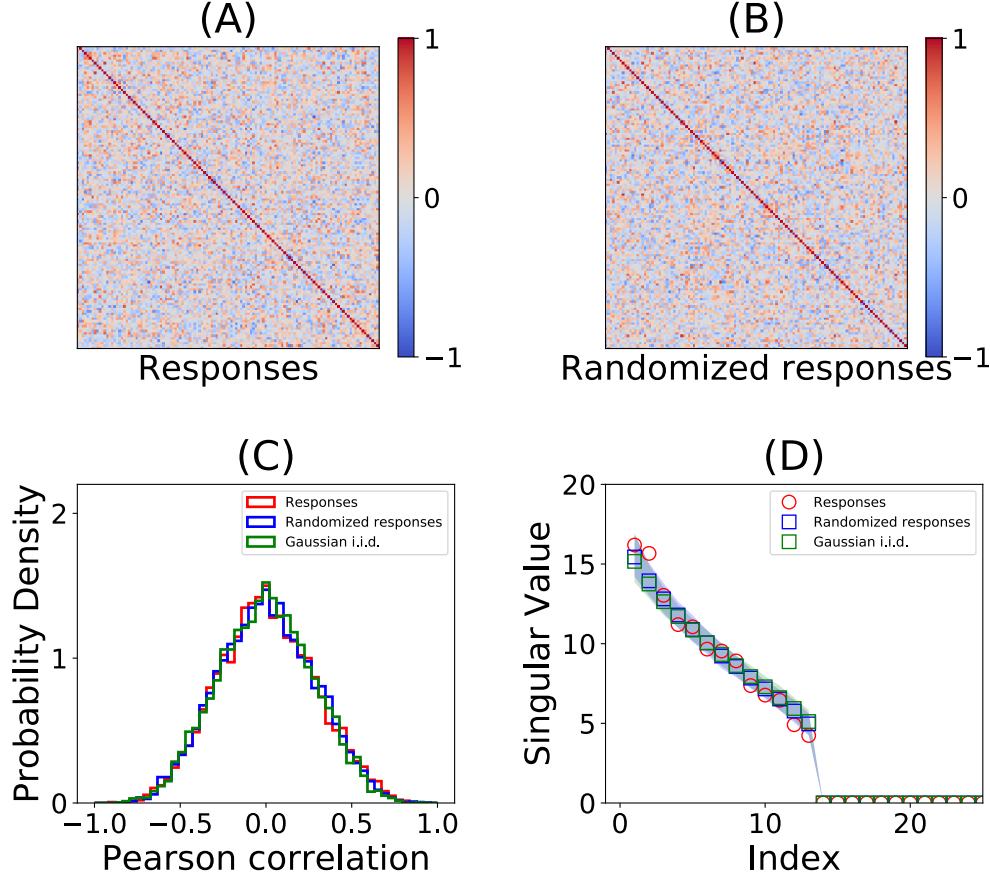 (A)
1
0
−1
Responses
(B)
1
0
−1
Randomized responses
(C)
Probability Density
2
1
0
Responses
Randomized responses
Gaussian i.i.d.
−1.0 −0.5 0.0 0.5 1.0
Pearson correlation
(D)
Singular Value
20
15
10
5
0
Responses
Randomized responses
Gaussian i.i.d.
0 10 20
Index